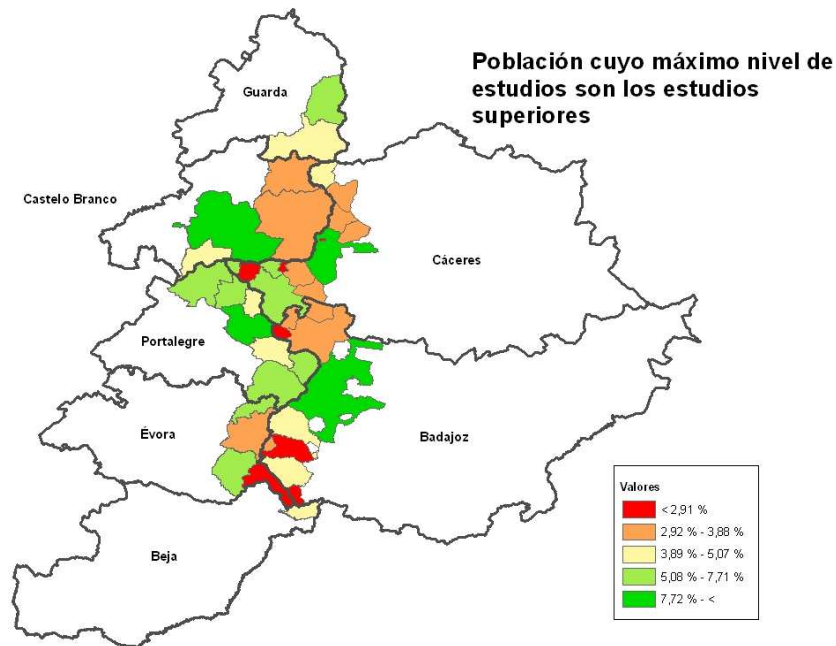 Población cuyo máximo nivel de
estudios son los estudios
superiores
Guarda
Castelo Branco
Cáceres
Portalegre
Évora
Badajoz
Beja
Valores
< 2,91 %
2,92 % - 3,88 %
3,89 % - 5,07 %
5,08 % - 7,71 %
7,72 % - <